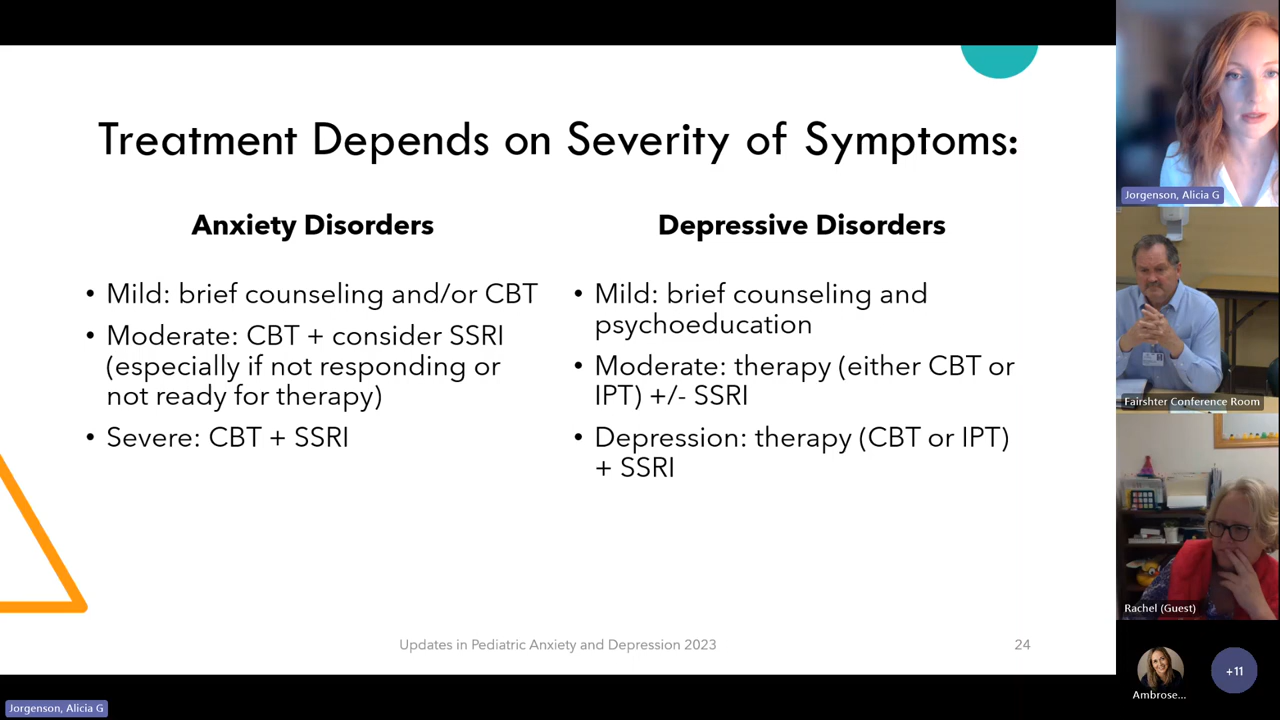 Treatment Depends on Severity of Symptoms:
Anxiety Disorders
• Mild: brief counseling and/or CBT
• Moderate: CBT + consider SSRI
(especially if not responding or
not ready for therapy)
• Severe: CBT + SSRI
Depressive Disorders
• Mild: brief counseling and
psychoeducation
• Moderate: therapy (either CBT or
IPT) +/- SSRI
• Depression: therapy (CBT or IPT)
+ SSRI
Updates in Pediatric Anxiety and Depression 2023
24
Jorgenson, Alicia G
Fairshter Conference Room
Rachel (Guest)
Ambrose...
+11
Jorgenson, Alicia G